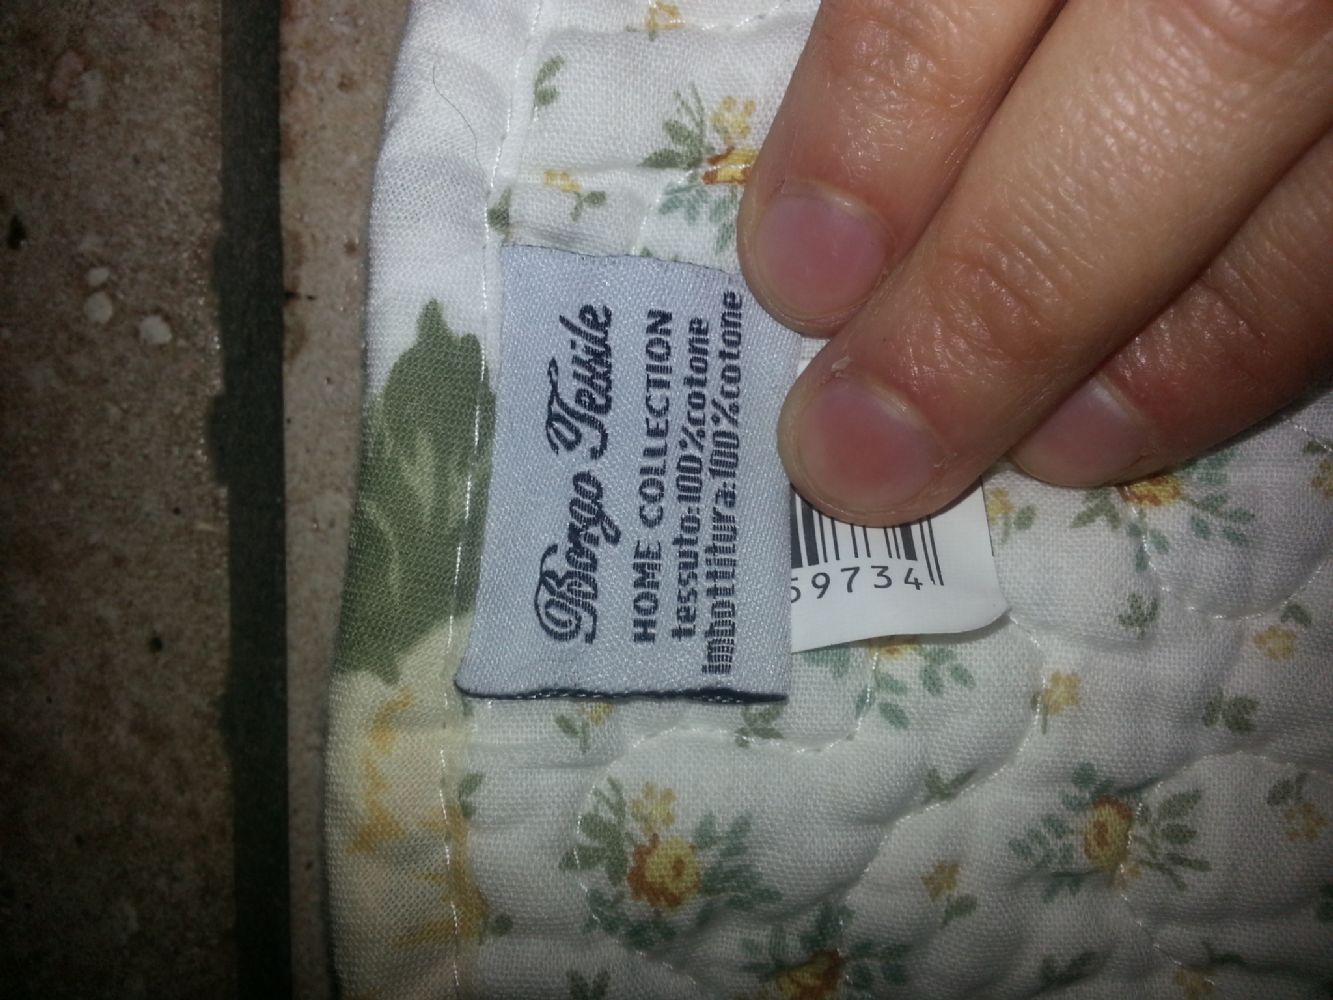 Borgo Tessile
HOME COLLECTION
tessuto:100%cotone
imbottitura:100%cotone
59734